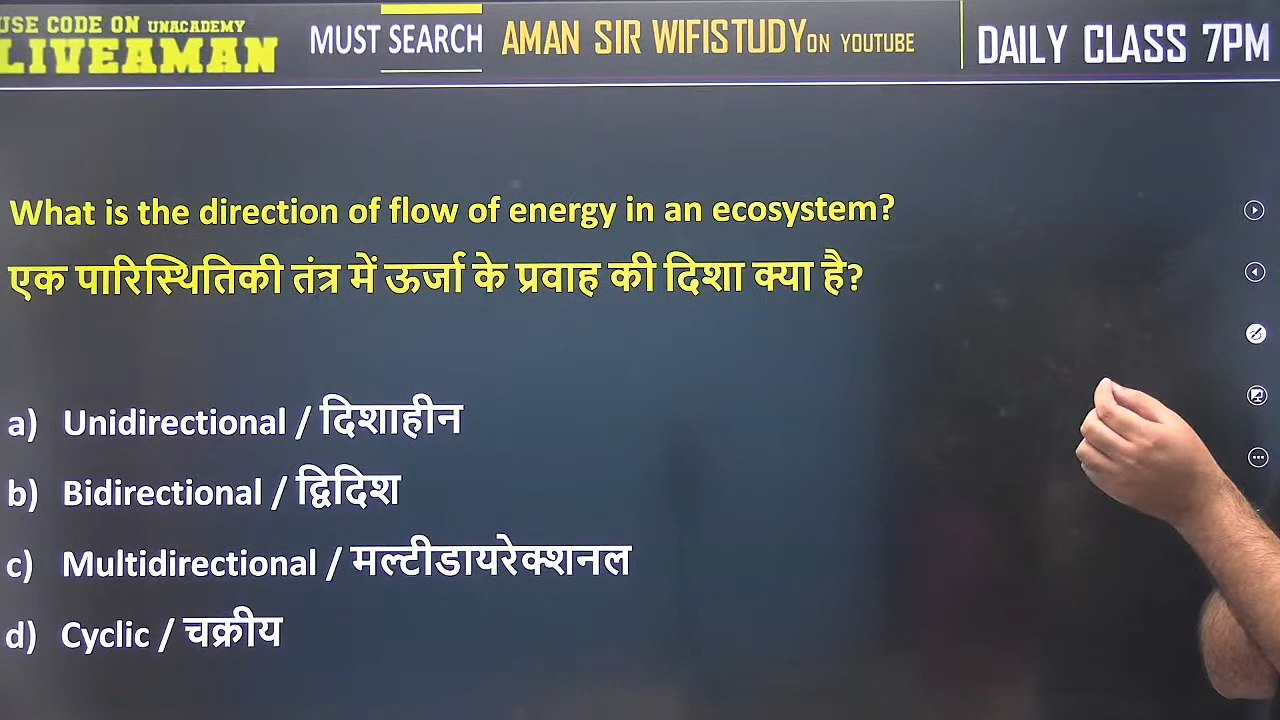 USE CODE ON UNACADEMY
LIVEAMAN
MUST SEARCH AMAN SIR WIFISTUDY ON YOUTUBE
DAILY CLASS 7PM
What is the direction of flow of energy in an ecosystem?
एक पारिस्थितिकी तंत्र में ऊर्जा के प्रवाह की दिशा क्या है?
a) Unidirectional / दिशाहीन
b) Bidirectional / द्विदिश
c) Multidirectional / मल्टीडायरेक्शनल
d) Cyclic / चक्रीय